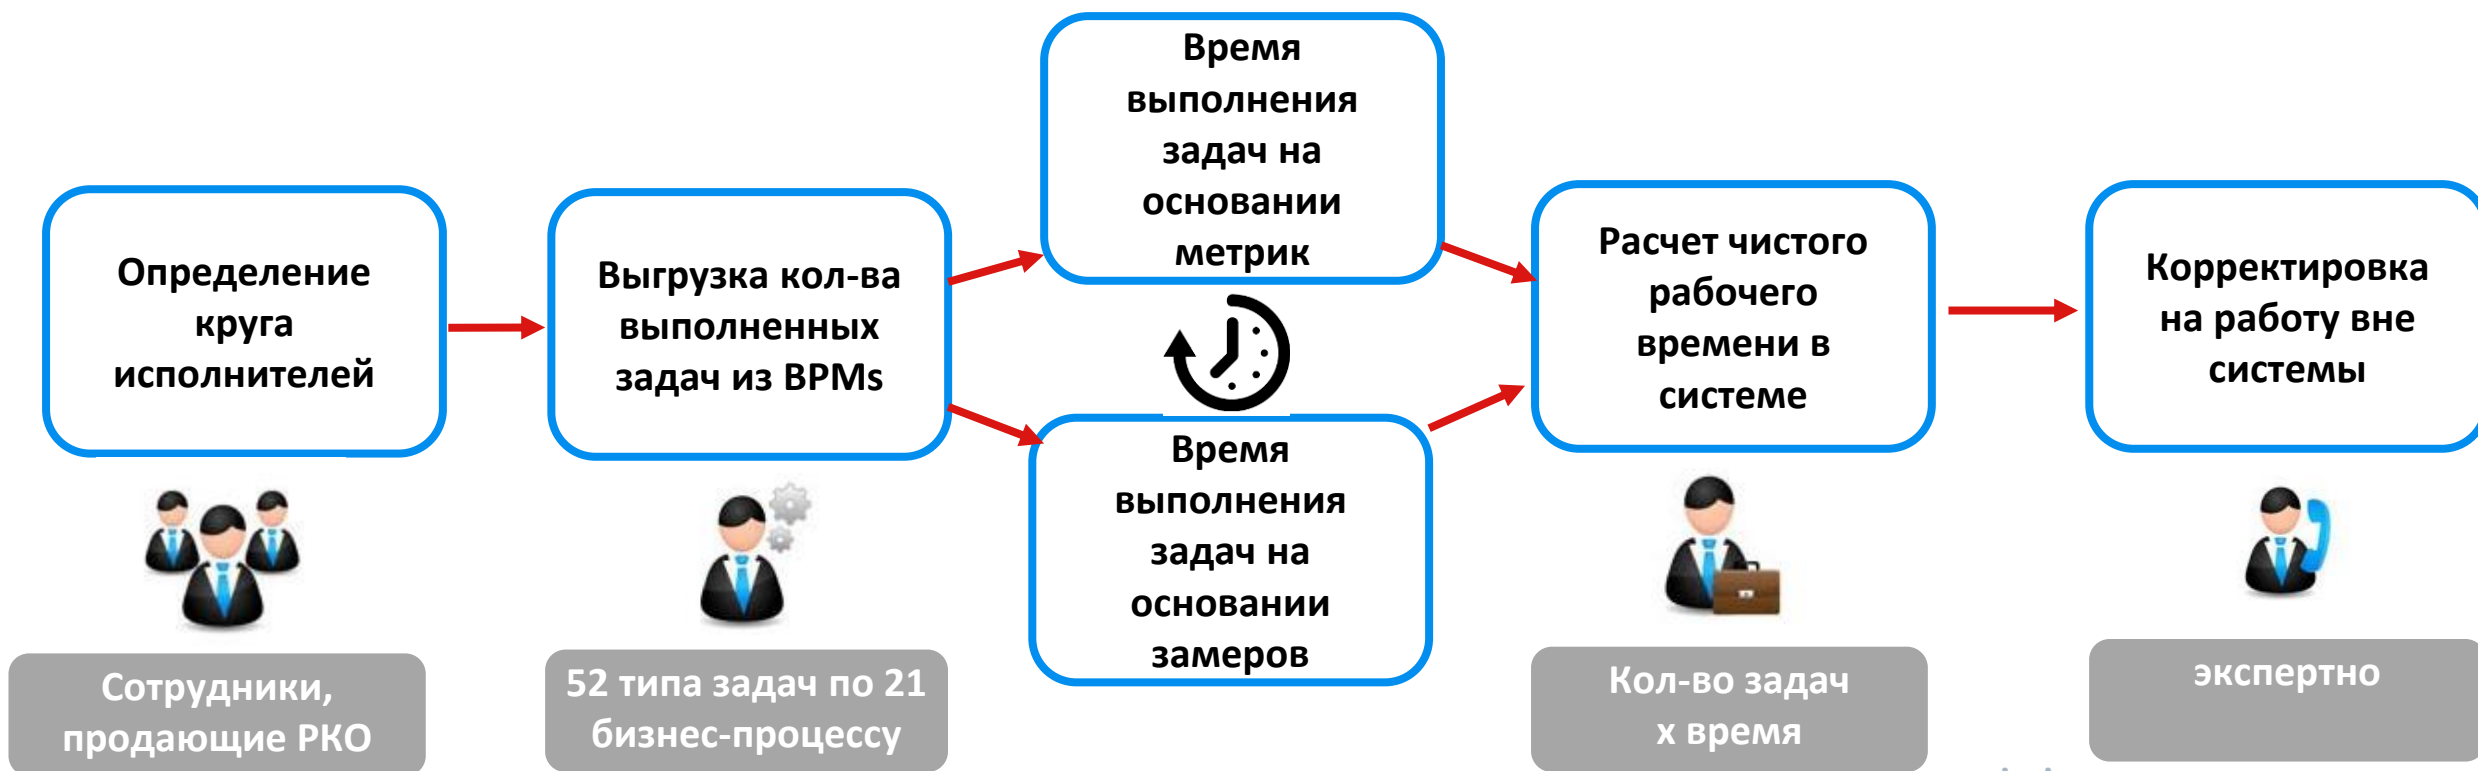 Определение
круга
исполнителей
Выгрузка кол-ва
выполненных
задач из BPMs
Время
выполнения
задач на
основании
метрик
Время
выполнения
задач на
основании
замеров
Расчет чистого
рабочего
времени в
системе
Корректировка
на работу вне
системы
Сотрудники,
продающие РКО
52 типа задач по 21
бизнес-процессу
Кол-во задач
х время
экспертно